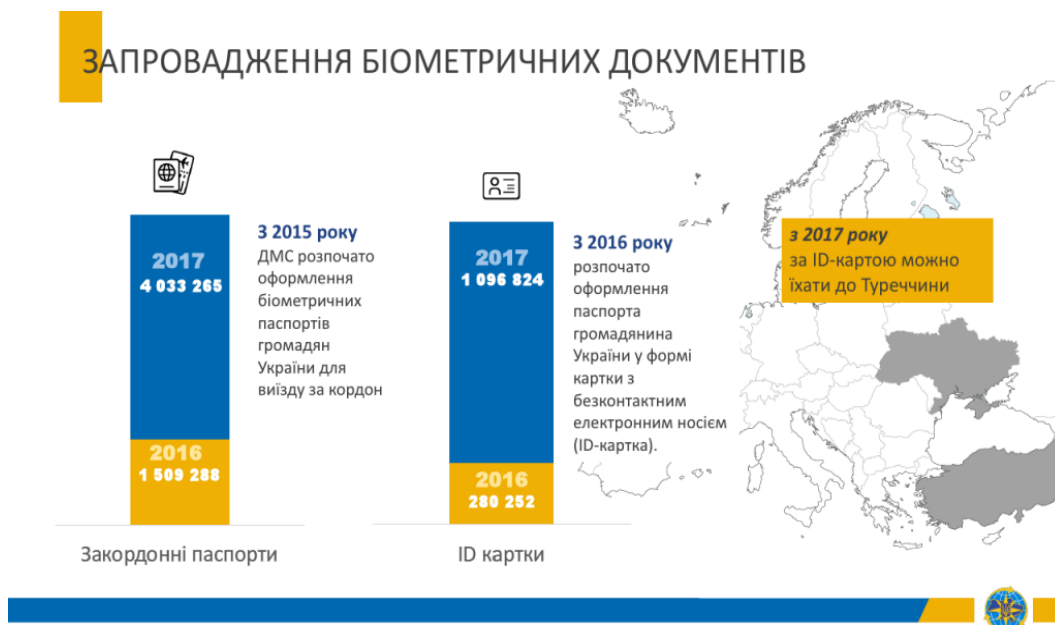 ЗАПРОВАДЖЕННЯ БІОМЕТРИЧНИХ ДОКУМЕНТІВ
2017
4 033 265
2016
1 509 288
Закордонні паспорти
З 2015 року
ДМС розпочато
оформлення
біометричних
паспортів
громадян
України для
виїзду за кордон
2017
1 096 824
2016
280 252
ID картки
З 2016 року
розпочато
оформлення
паспорта
громадянина
України у формі
картки з
безконтактним
електронним носієм
(ID-картка).
з 2017 року
за ID-картою можно
їхати до Туреччини